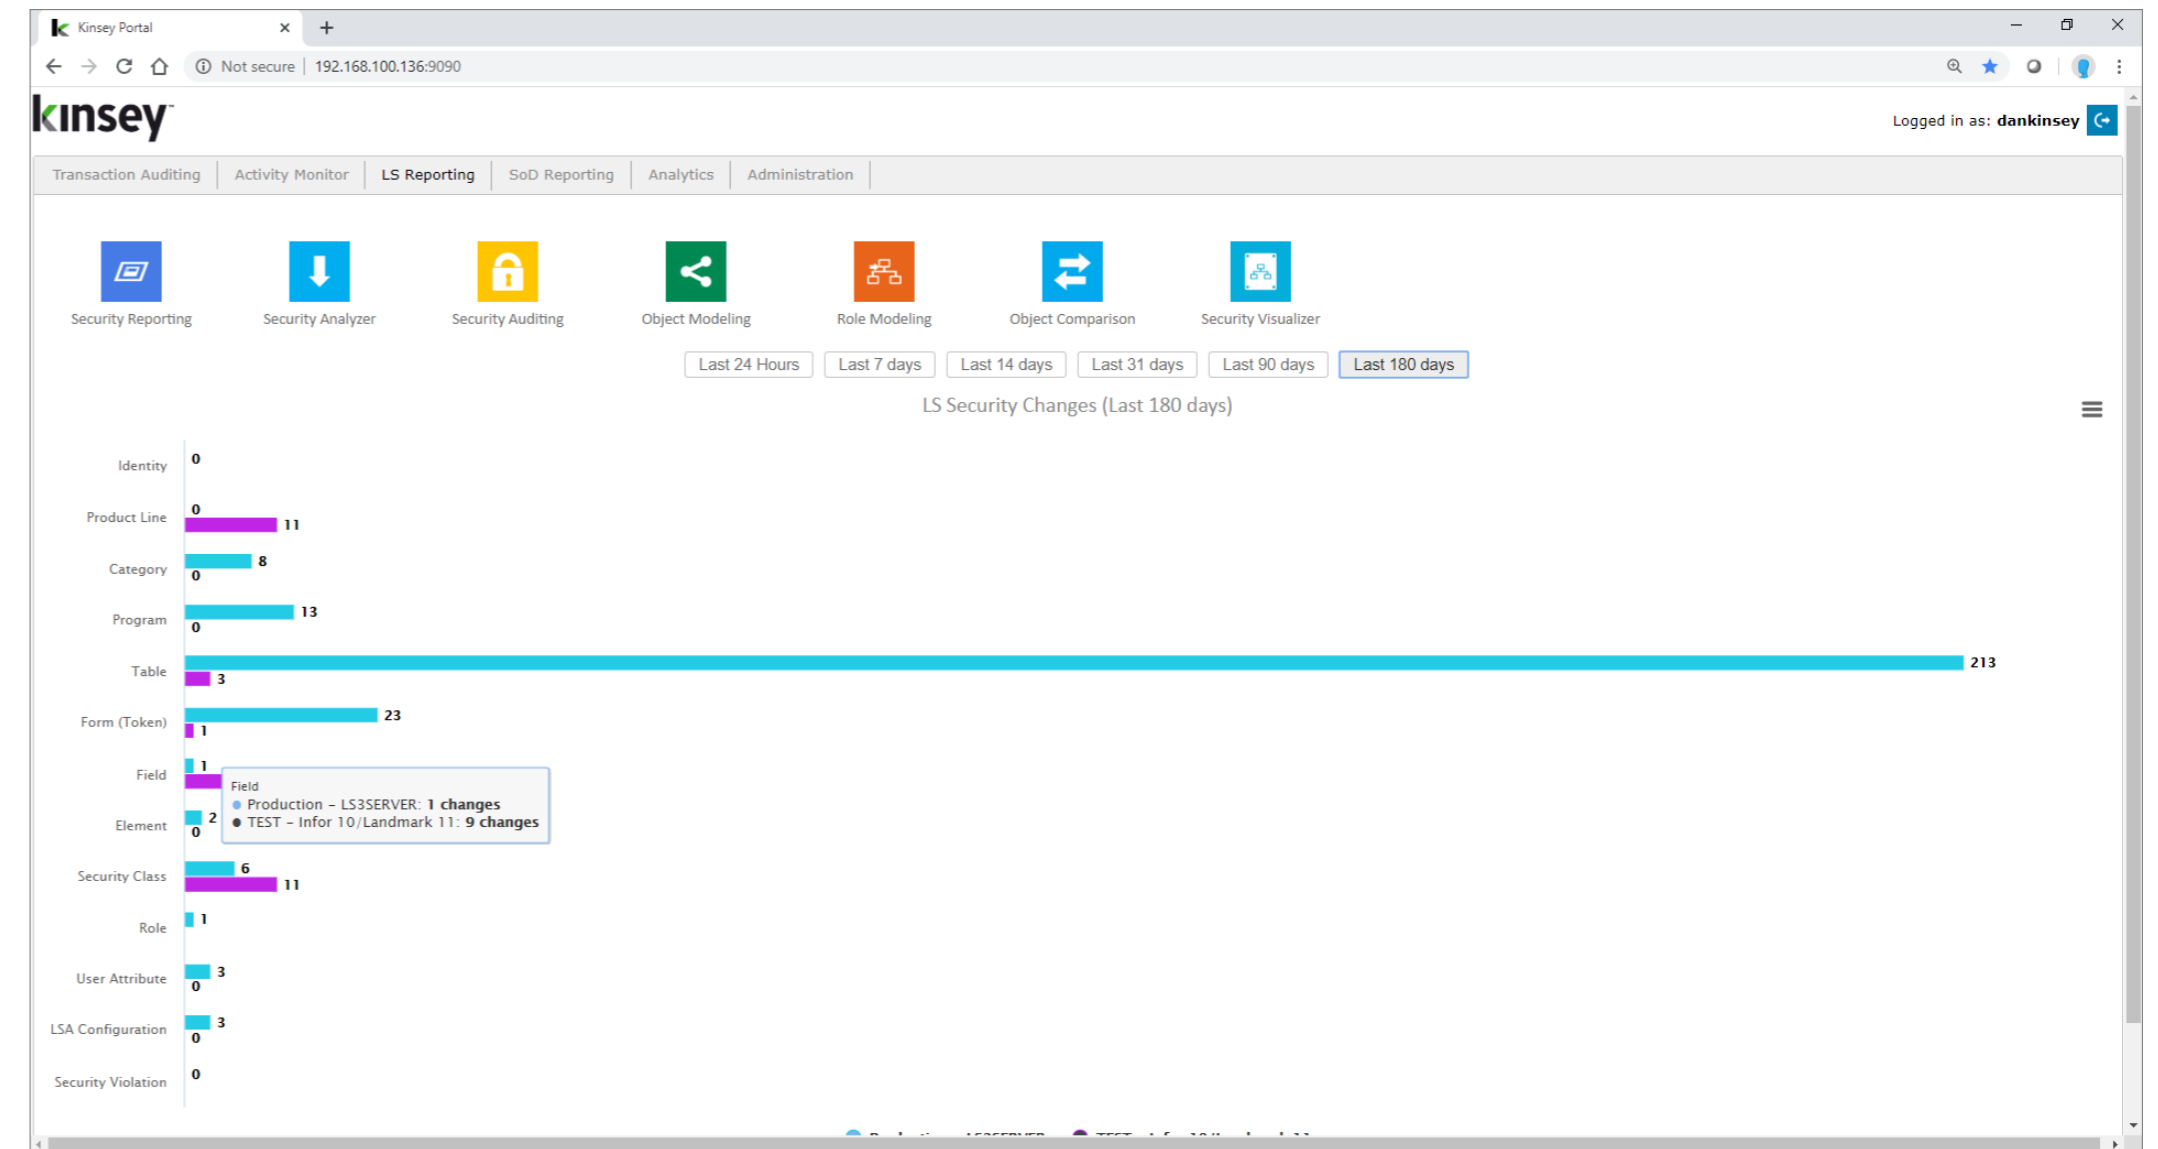 Kinsey Portal
Not secure | 192.168.100.136:9090
kinsey™
Logged in as: dankinsey
Transaction Auditing
Activity Monitor
LS Reporting
SoD Reporting
Analytics
Administration
Security Reporting
Security Analyzer
Security Auditing
Object Modeling
Role Modeling
Object Comparison
Security Visualizer
Last 24 Hours
Last 7 days
Last 14 days
Last 31 days
Last 90 days
Last 180 days
LS Security Changes (Last 180 days)
Identity
0
Product Line
0
11
Category
8
0
Program
13
0
Table
213
3
Form (Token)
23
1
Field
1
Field
Production - LS3SERVER: 1 changes
TEST - Infor 10/Landmark 11: 9 changes
Element
2
0
Security Class
6
11
Role
1
User Attribute
3
0
LSA Configuration
3
0
Security Violation
0